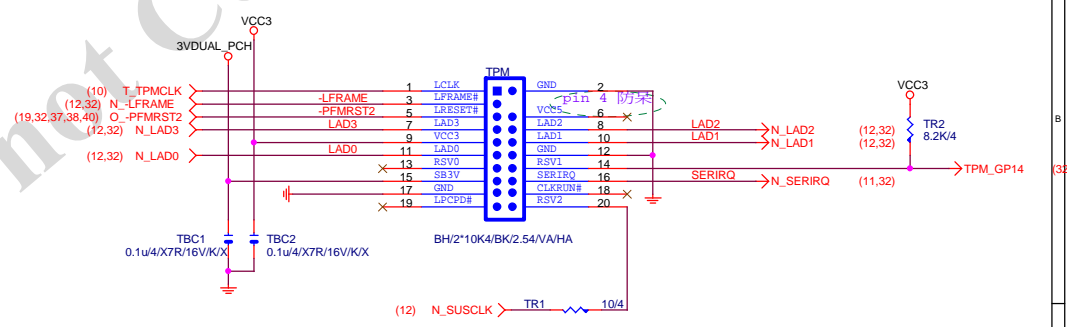 not C
VCC3
3VDUAL_PCH
TPM
VCC3
(10) T_TPMCLK 1 LCLK GND 2
(12,32) N_-LFRAME -LFRAME 3 LFRAME# pin 4 防呆
(19,32,37,38,40) O_-PFMRST2 -PFMRST2 5 LRESET# VCC5 6
(12,32) N_LAD3 LAD3 7 LAD3 LAD2 8 LAD2 N_LAD2 (12,32)
9 VCC3 LAD1 10 LAD1 N_LAD1 (12,32)
(12,32) N_LAD0 LAD0 11 LAD0 GND 12
13 RSV0 RSV1 14 TPM_GP14 (32
15 SB3V SERIRQ 16 SERIRQ N_SERIRQ (11,32)
17 GND CLKRUN# 18
19 LPCPD# RSV2 20
TR2
8.2K/4
B
BH/2*10K4/BK/2.54/VA/HA
TBC1
0.1u/4/X7R/16V/K/X
TBC2
0.1u/4/X7R/16V/K/X
(12) N_SUSCLK TR1 10/4